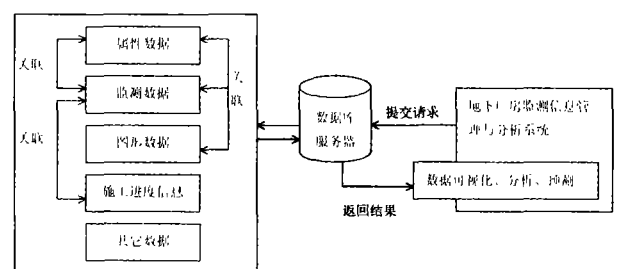 属性数据
关联
监测数据
关联
图形数据
关联
施工进度信息
其它数据
数据库
服务器
提交请求
返回结果
地下厂房监测信息管
理与分析系统
数据可视化、分析、预测